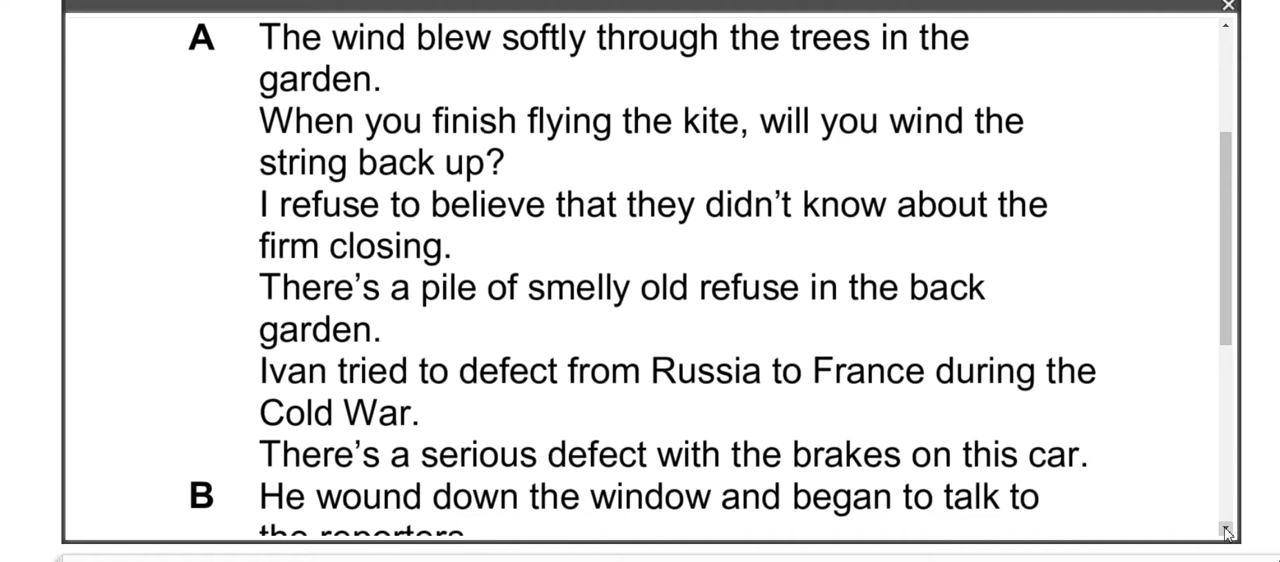 A The wind blew softly through the trees in the
garden.
When you finish flying the kite, will you wind the
string back up?
I refuse to believe that they didn't know about the
firm closing.
There's a pile of smelly old refuse in the back
garden.
Ivan tried to defect from Russia to France during the
Cold War.
There's a serious defect with the brakes on this car.
B He wound down the window and began to talk to
the reporters.